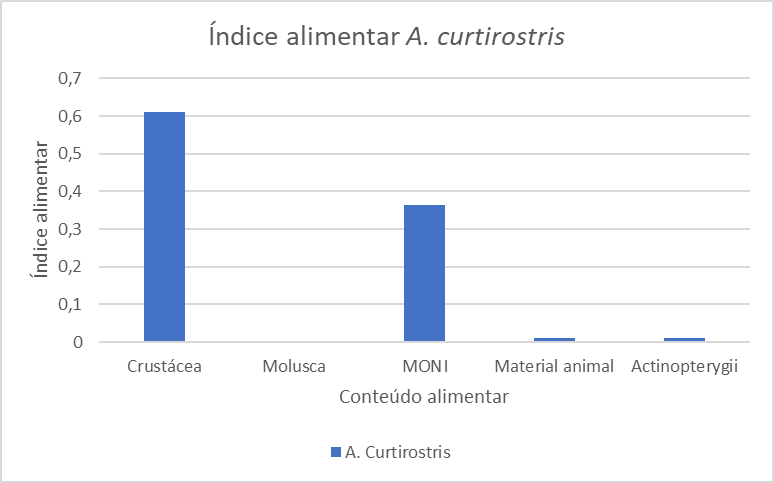 Índice alimentar A. curtirostris
0,7
0,6
0,5
0,4
0,3
0,2
0,1
0
Índice alimentar
Crustácea
Molusca
MONI
Material animal
Actinopterygii
Conteúdo alimentar
A. Curtirostris